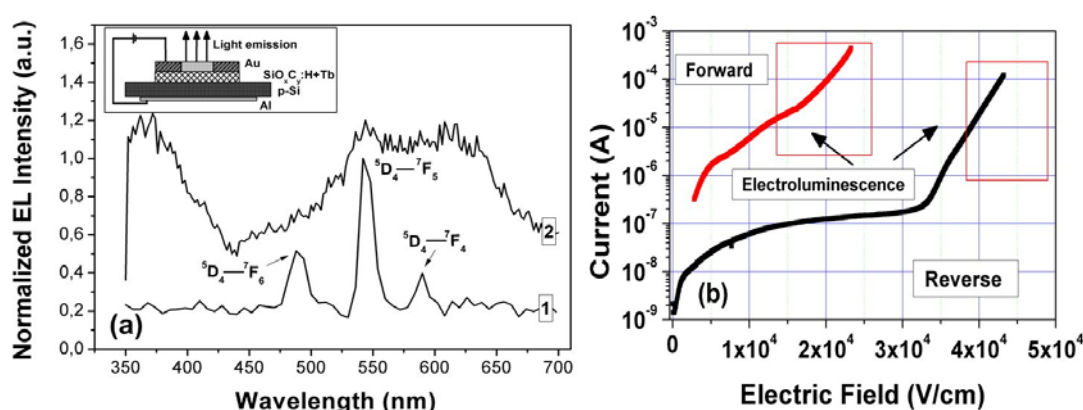 Normalized EL Intensity (a.u.)
1,6
1,4
1,2
1,0
0,8
0,6
0,4
0,2
0,0
Light emission
Au
SiOxCy:H+Tb
p-Si
Al
⁵D₄—⁷F₅
⁵D₄—⁷F₆
⁵D₄—⁷F₄
2
1
(a)
350 400 450 500 550 600 650 700
Wavelength (nm)
Current (A)
10⁻³
10⁻⁴
10⁻⁵
10⁻⁶
10⁻⁷
10⁻⁸
10⁻⁹
Forward
Electroluminescence
Reverse
(b)
0 1x10⁴ 2x10⁴ 3x10⁴ 4x10⁴ 5x10⁴
Electric Field (V/cm)